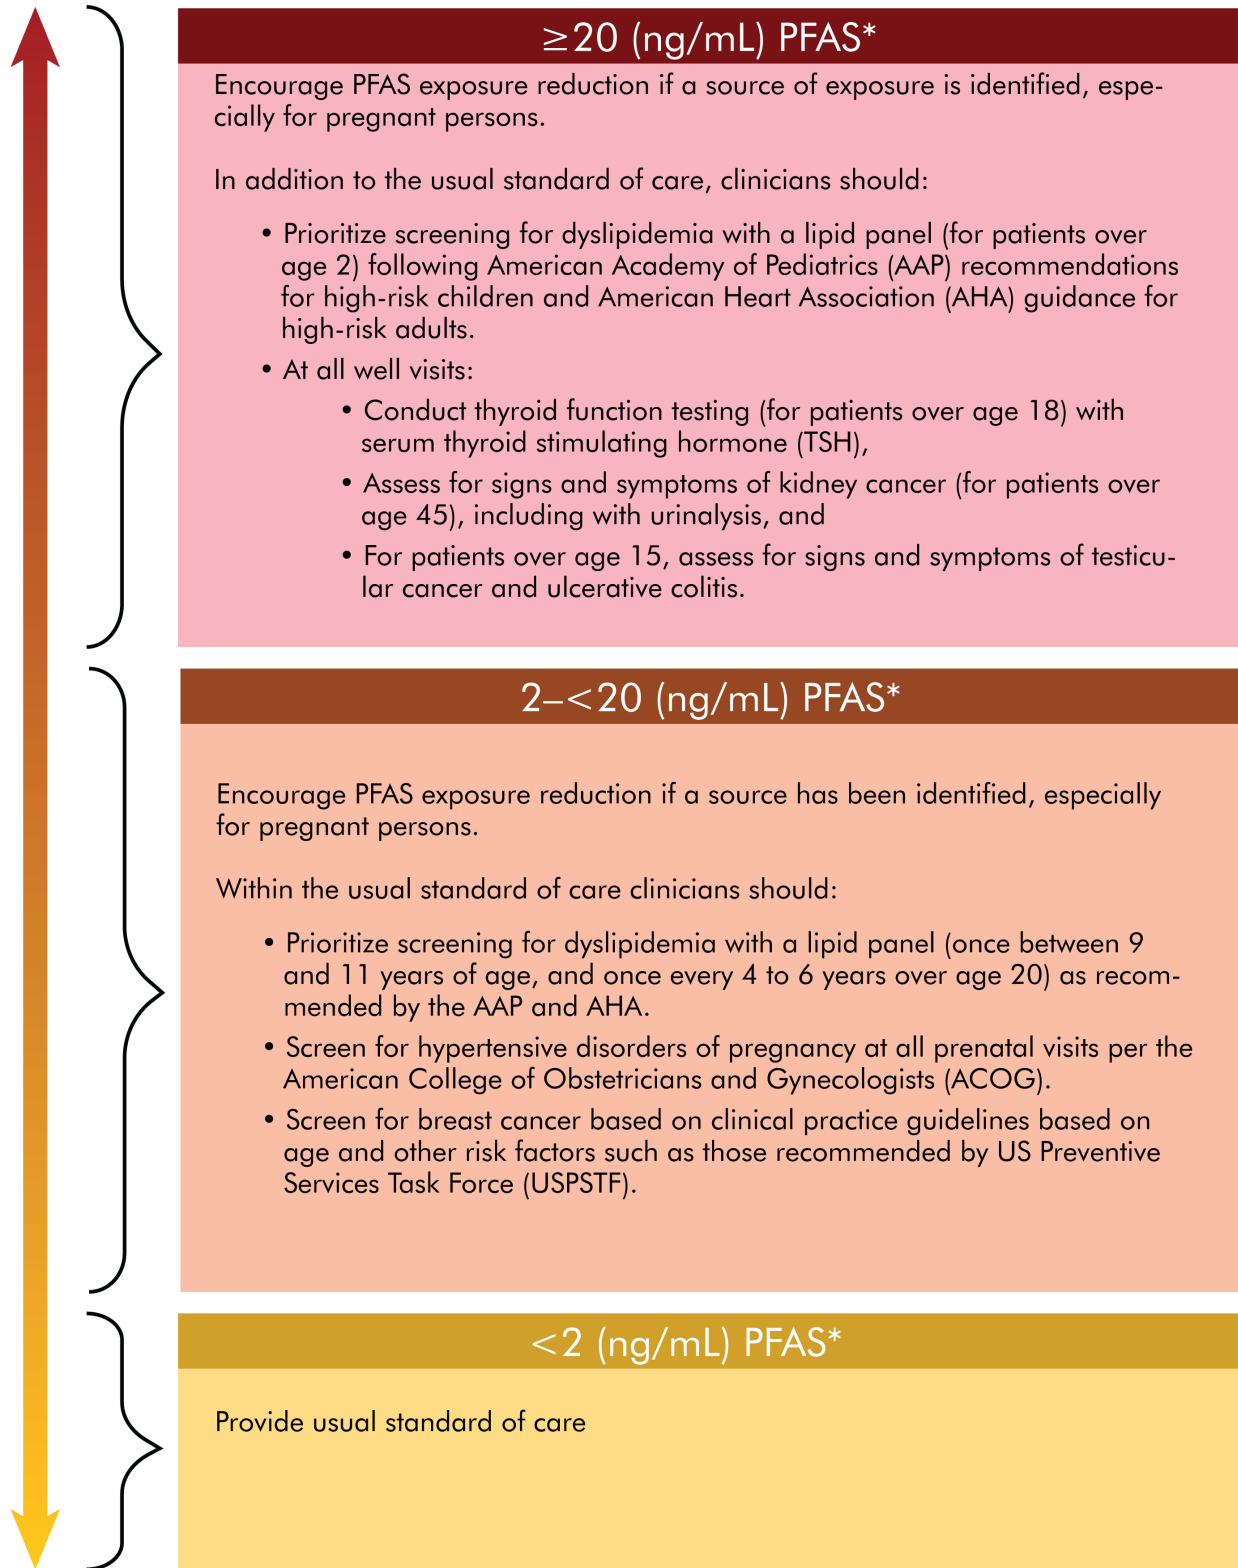 ≥20 (ng/mL) PFAS*
Encourage PFAS exposure reduction if a source of exposure is identified, espe-
cially for pregnant persons.
In addition to the usual standard of care, clinicians should:
• Prioritize screening for dyslipidemia with a lipid panel (for patients over
age 2) following American Academy of Pediatrics (AAP) recommendations
for high-risk children and American Heart Association (AHA) guidance for
high-risk adults.
• At all well visits:
• Conduct thyroid function testing (for patients over age 18) with
serum thyroid stimulating hormone (TSH),
• Assess for signs and symptoms of kidney cancer (for patients over
age 45), including with urinalysis, and
• For patients over age 15, assess for signs and symptoms of testicu-
lar cancer and ulcerative colitis.
2–<20 (ng/mL) PFAS*
Encourage PFAS exposure reduction if a source has been identified, especially
for pregnant persons.
Within the usual standard of care clinicians should:
• Prioritize screening for dyslipidemia with a lipid panel (once between 9
and 11 years of age, and once every 4 to 6 years over age 20) as recom-
mended by the AAP and AHA.
• Screen for hypertensive disorders of pregnancy at all prenatal visits per the
American College of Obstetricians and Gynecologists (ACOG).
• Screen for breast cancer based on clinical practice guidelines based on
age and other risk factors such as those recommended by US Preventive
Services Task Force (USPSTF).
<2 (ng/mL) PFAS*
Provide usual standard of care